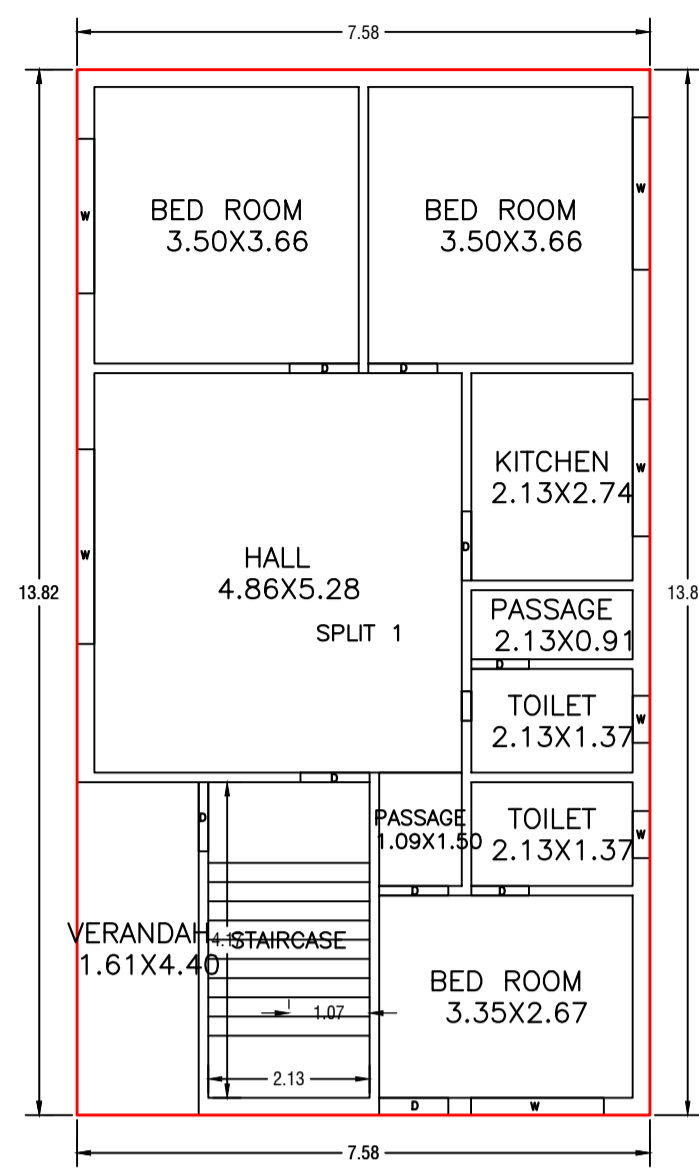 7.58
BED ROOM
3.50X3.66
BED ROOM
3.50X3.66
W
W
D
D
KITCHEN
2.13X2.74
W
W
D
HALL
4.86X5.28
13.82
13.8
PASSAGE
2.13X0.91
SPLIT 1
D
TOILET
2.13X1.37
W
D
D
PASSAGE
1.09X1.50
TOILET
2.13X1.37
W
D
D
VERANDAH
1.61X4.40
STAIRCASE
BED ROOM
3.35X2.67
1.07
2.13
D
W
7.58